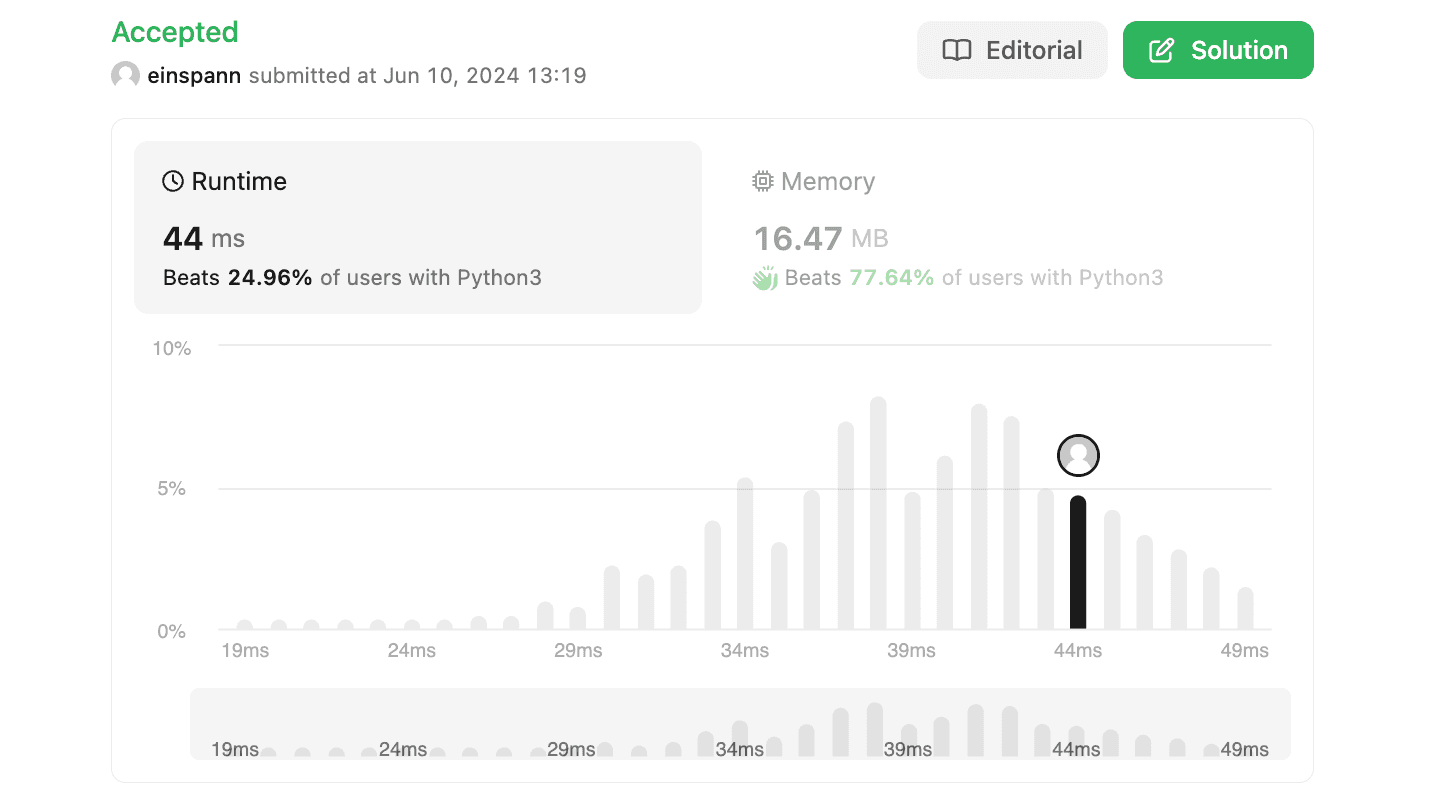 Accepted
einspann submitted at Jun 10, 2024 13:19
Editorial
Solution
Runtime
44 ms
Beats 24.96% of users with Python3
Memory
16.47 MB
Beats 77.64% of users with Python3
10%
5%
0%
19ms 24ms 29ms 34ms 39ms 44ms 49ms
19ms 24ms 29ms 34ms 39ms 44ms 49ms